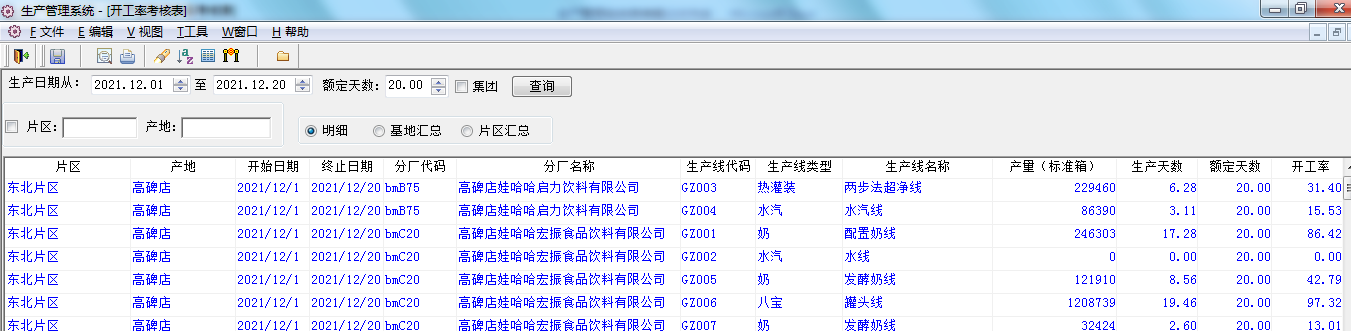 生产管理系统 - [开工率考核表]
F 文件 E 编辑 V 视图 T工具 W窗口 H 帮助
生产日期从: 2021.12.01 至 2021.12.20 额定天数: 20.00 集团 查询
片区: 产地: 明细 基地汇总 片区汇总
片区 产地 开始日期 终止日期 分厂代码 分厂名称 生产线代码 生产线类型 生产线名称 产量（标准箱） 生产天数 额定天数 开工率
东北片区 高碑店 2021/12/1 2021/12/20 bmB75 高碑店娃哈哈启力饮料有限公司 GZ003 热灌装 两步法超净线 229460 6.28 20.00 31.40
东北片区 高碑店 2021/12/1 2021/12/20 bmB75 高碑店娃哈哈启力饮料有限公司 GZ004 水汽 水汽线 86390 3.11 20.00 15.53
东北片区 高碑店 2021/12/1 2021/12/20 bmC20 高碑店娃哈哈宏振食品饮料有限公司 GZ001 奶 配置奶线 246303 17.28 20.00 86.42
东北片区 高碑店 2021/12/1 2021/12/20 bmC20 高碑店娃哈哈宏振食品饮料有限公司 GZ002 水汽 水线 0 0.00 20.00 0.00
东北片区 高碑店 2021/12/1 2021/12/20 bmC20 高碑店娃哈哈宏振食品饮料有限公司 GZ005 奶 发酵奶线 121910 8.56 20.00 42.79
东北片区 高碑店 2021/12/1 2021/12/20 bmC20 高碑店娃哈哈宏振食品饮料有限公司 GZ006 八宝 罐头线 1208739 19.46 20.00 97.32
东北片区 高碑店 2021/12/1 2021/12/20 bmC20 高碑店娃哈哈宏振食品饮料有限公司 GZ007 奶 发酵奶线 32424 2.60 20.00 13.01